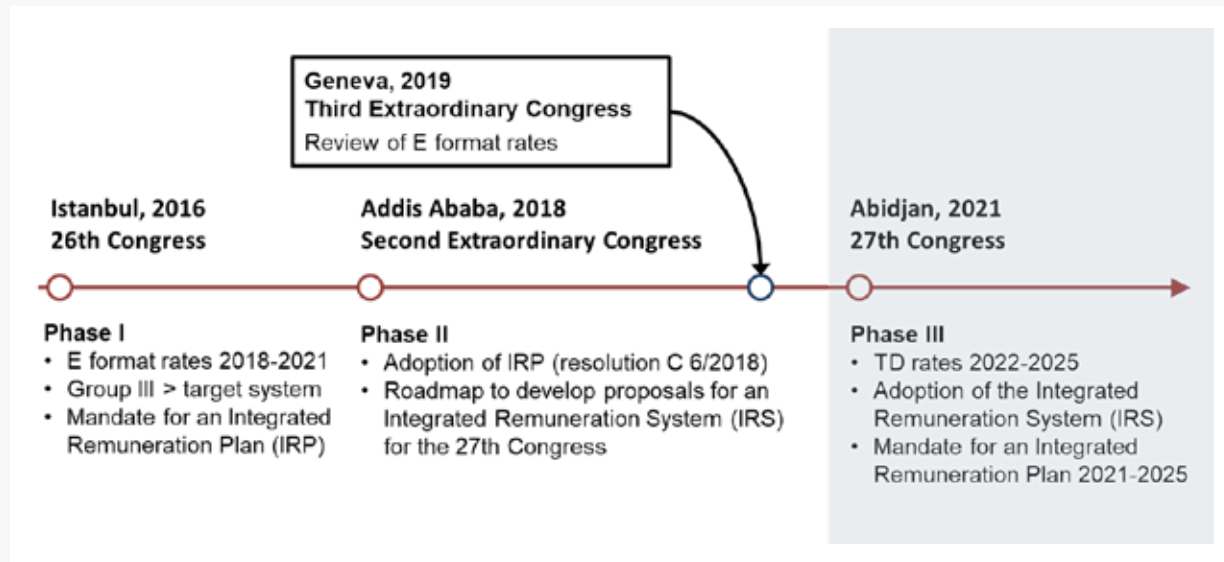 Geneva, 2019
Third Extraordinary Congress
Review of E format rates
Istanbul, 2016
26th Congress
Addis Ababa, 2018
Second Extraordinary Congress
Abidjan, 2021
27th Congress
Phase I
• E format rates 2018-2021
• Group III > target system
• Mandate for an Integrated
Remuneration Plan (IRP)
Phase II
• Adoption of IRP (resolution C 6/2018)
• Roadmap to develop proposals for an
Integrated Remuneration System (IRS)
for the 27th Congress
Phase III
• TD rates 2022-2025
• Adoption of the Integrated
Remuneration System (IRS)
• Mandate for an Integrated
Remuneration Plan 2021-2025